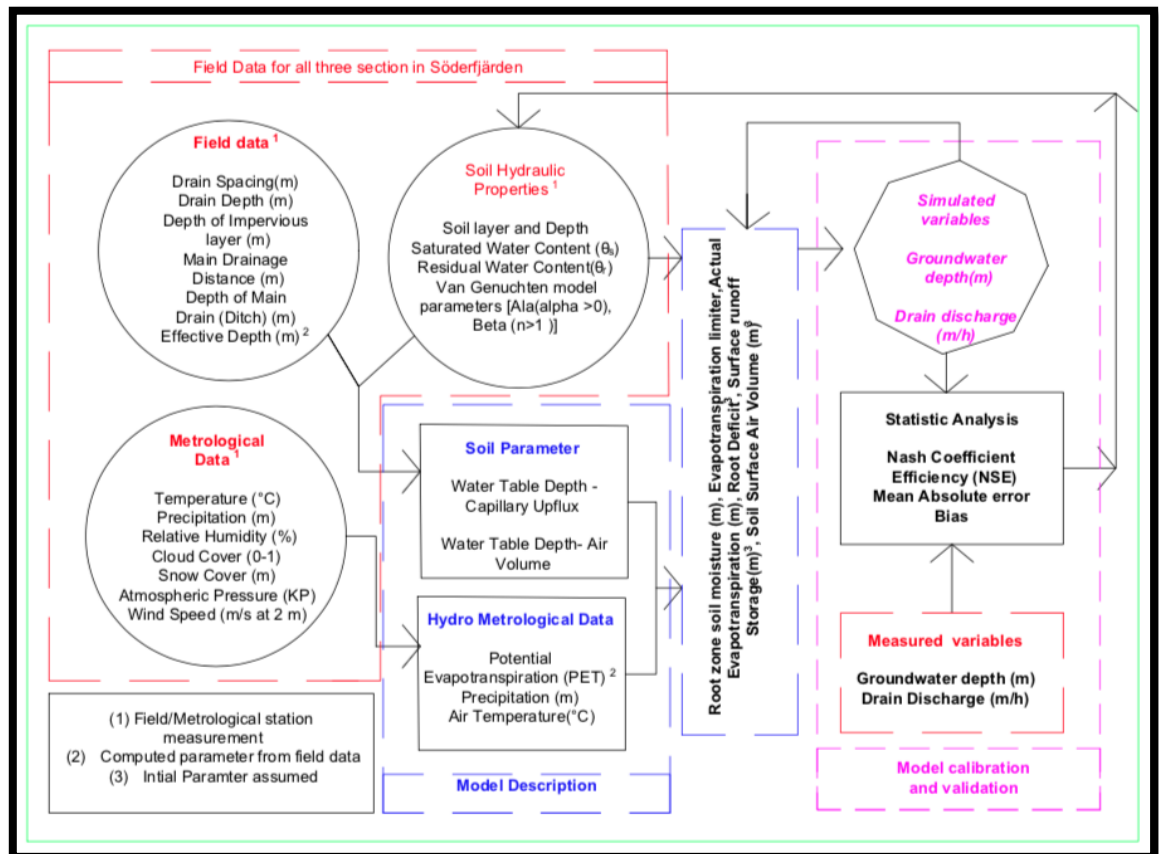 Field Data for all three section in Söderfjärden
Field data ¹
Drain Spacing(m)
Drain Depth (m)
Depth of Impervious
layer (m)
Main Drainage
Distance (m)
Depth of Main
Drain (Ditch) (m)
Effective Depth (m) ²
Soil Hydraulic
Properties ¹
Soil layer and Depth
Saturated Water Content (θₛ)
Residual Water Content(θᵣ)
Van Genuchten model
parameters [Ala(alpha >0),
Beta (n>1 )]
Metrological
Data ¹
Temperature (°C)
Precipitation (m)
Relative Humidity (%)
Cloud Cover (0-1)
Snow Cover (m)
Atmospheric Pressure (KP)
Wind Speed (m/s at 2 m)
(1) Field/Metrological station
measurement
(2) Computed parameter from field data
(3) Intial Paramter assumed
Soil Parameter
Water Table Depth -
Capillary Upflux
Water Table Depth- Air
Volume
Hydro Metrological Data
Potential
Evapotranspiration (PET) ²
Precipitation (m)
Air Temperature(°C)
Model Description
Root zone soil moisture (m), Evapotranspiration limiter,Actual
Evapotranspiration (m), Root Deficit³, Surface runoff
Storage(m)³, Soil Surface Air Volume (m)³
Simulated
variables
Groundwater
depth(m)
Drain discharge
(m/h)
Statistic Analysis
Nash Coefficient
Efficiency (NSE)
Mean Absolute error
Bias
Measured variables
Groundwater depth (m)
Drain Discharge (m/h)
Model calibration
and validation